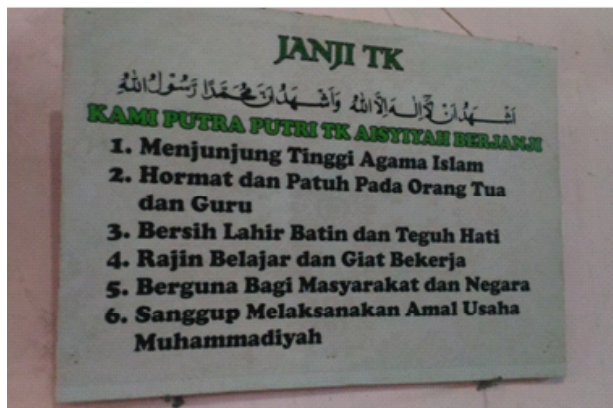 JANJI TK
اَشْهَدُ اَنْ لَّا اِلٰهَ اِلَّا اللهُ وَاَشْهَدُ اَنَّ مُحَمَّدًا رَسُوْلُ اللهِ
KAMI PUTRA PUTRI TK AISYIYAH BERJANJI
1. Menjunjung Tinggi Agama Islam
2. Hormat dan Patuh Pada Orang Tua
dan Guru
3. Bersih Lahir Batin dan Teguh Hati
4. Rajin Belajar dan Giat Bekerja
5. Berguna Bagi Masyarakat dan Negara
6. Sanggup Melaksanakan Amal Usaha
Muhammadiyah